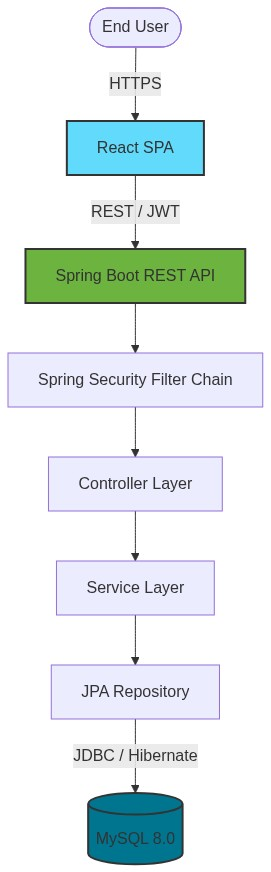 End User
HTTPS
React SPA
REST / JWT
Spring Boot REST API
Spring Security Filter Chain
Controller Layer
Service Layer
JPA Repository
JDBC / Hibernate
MySQL 8.0